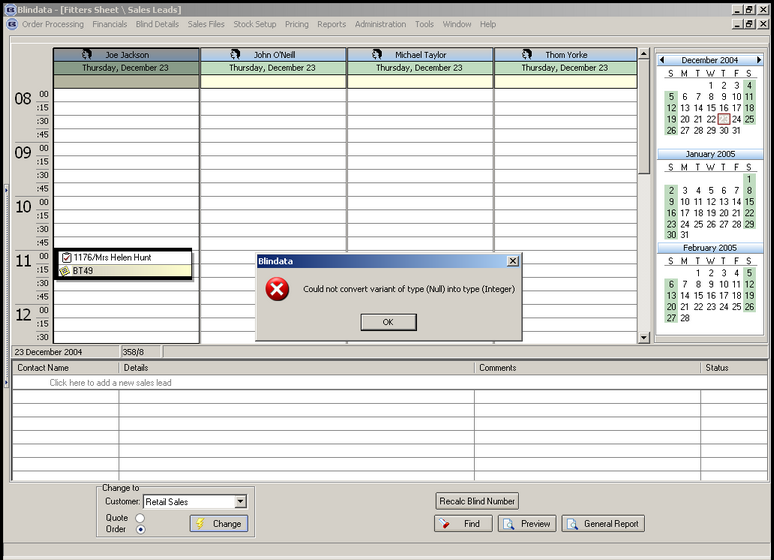 Blindata - [Fitters Sheet \ Sales Leads]
Order Processing Financials Blind Details Sales Files Stock Setup Pricing Reports Administration Tools Window Help
Joe Jackson John O'Neill Michael Taylor Thom Yorke
Thursday, December 23 Thursday, December 23 Thursday, December 23 Thursday, December 23
08 00
:15
:30
:45
09 00
:15
:30
:45
10 00
:15
:30
:45
11 00 1176/Mrs Helen Hunt
:15 BT49
:30
:45
12 00
:15
:30
December 2004
S M T W T F S
1 2 3 4
5 6 7 8 9 10 11
12 13 14 15 16 17 18
19 20 21 22 24 25
26 27 28 29 30 31
January 2005
S M T W T F S
1
2 3 4 5 6 7 8
9 10 11 12 13 14 15
16 17 18 19 20 21 22
23 24 25 26 27 28 29
30 31
February 2005
S M T W T F S
1 2 3 4 5
6 7 8 9 10 11 12
13 14 15 16 17 18 19
20 21 22 23 24 25 26
27 28
Blindata
Could not convert variant of type (Null) into type (Integer)
OK
23 December 2004 358/8
Contact Name Details Comments Status
Click here to add a new sales lead
Change to
Customer: Retail Sales
Quote
Order
Change
Recalc Blind Number
Find Preview General Report